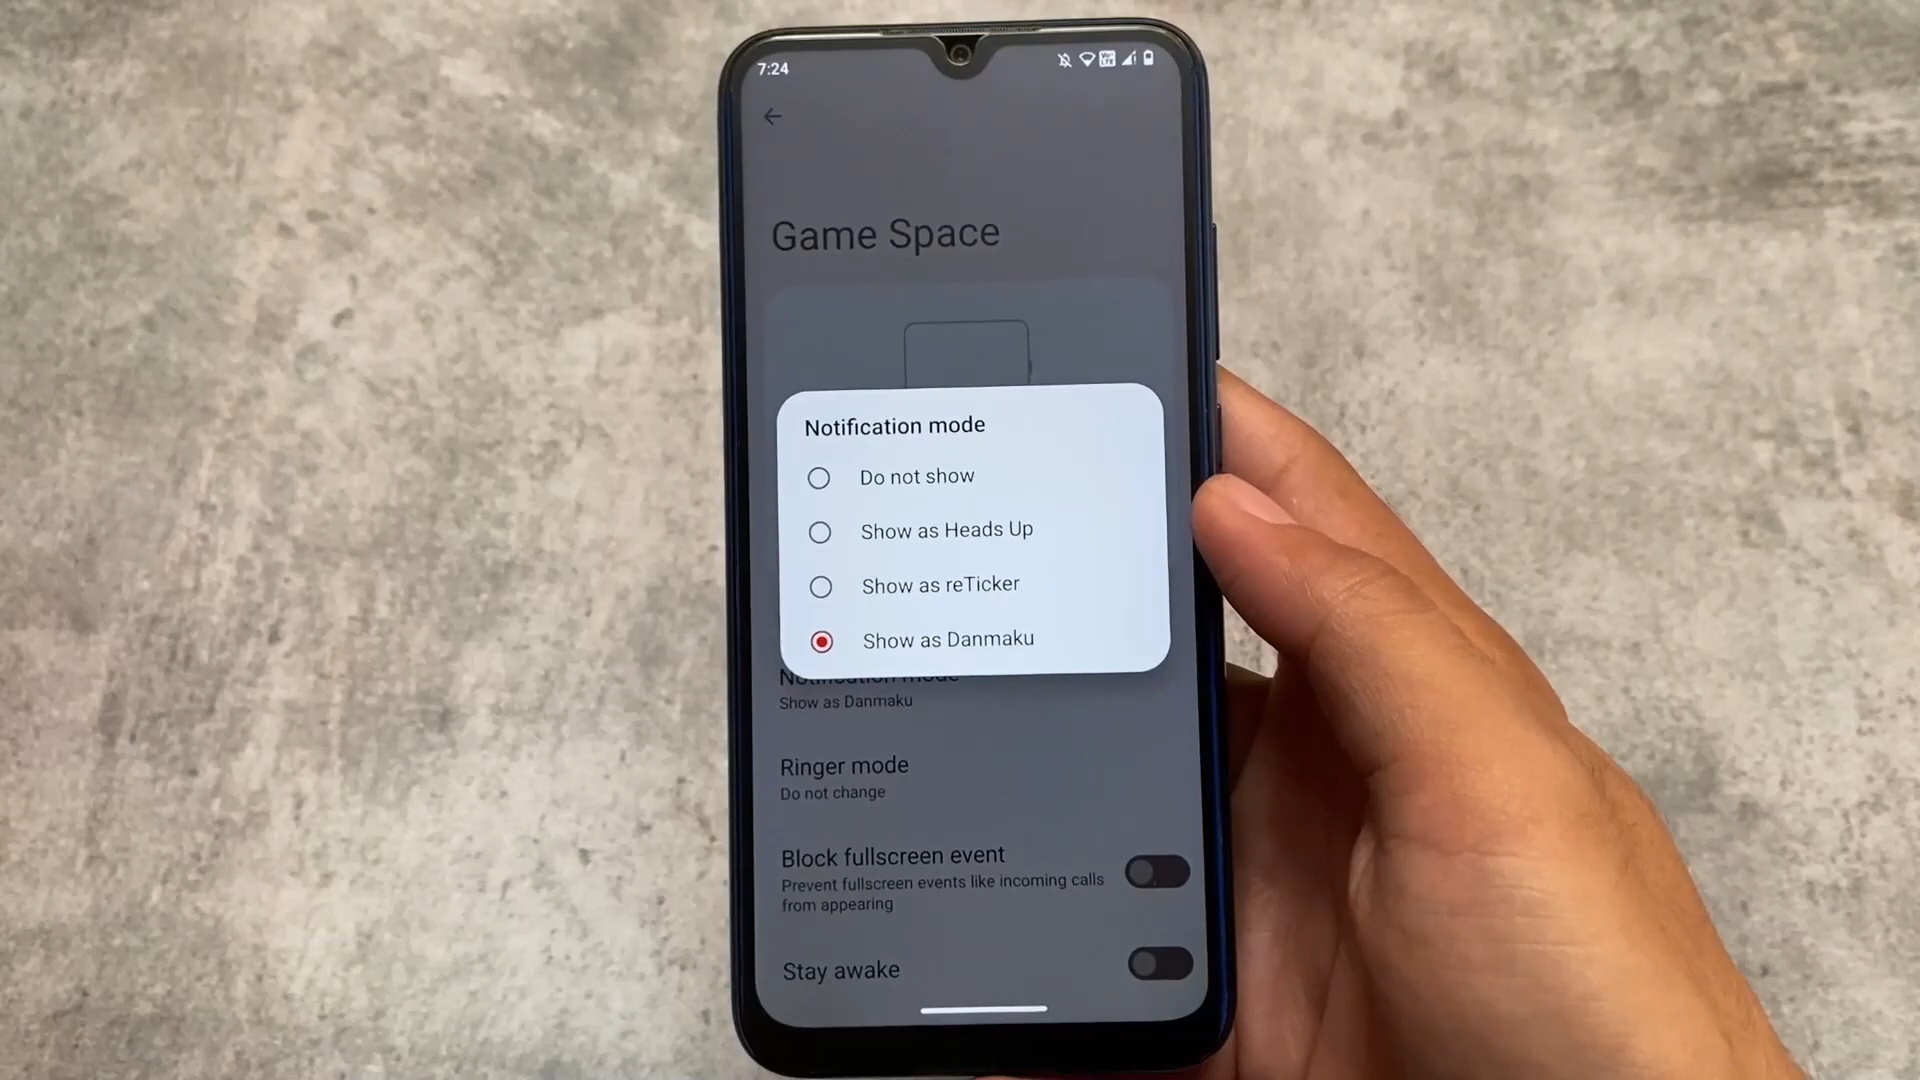 7:24
Game Space
Notification mode
Do not show
Show as Heads Up
Show as reTicker
Show as Danmaku
Notification mode
Show as Danmaku
Ringer mode
Do not change
Block fullscreen event
Prevent fullscreen events like incoming calls
from appearing
Stay awake